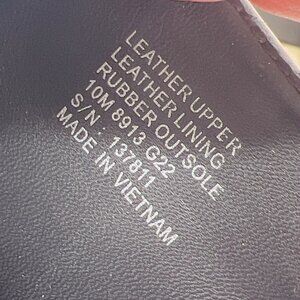 LEATHER UPPER
LEATHER LINING
RUBBER OUTSOLE
10M 8913 G22
S/N : 137811
MADE IN VIETNAM